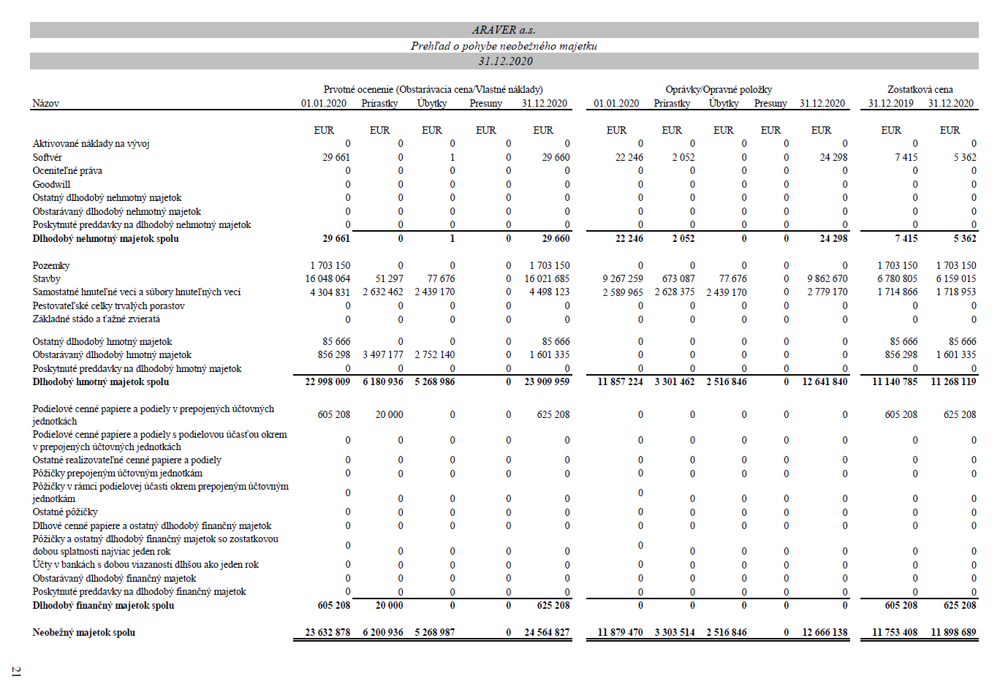 ARAVER a.s.
Prehľad o pohybe neobežného majetku
31.12.2020
Prvotné ocenenie (Obstarávacia cena/Vlastné náklady) Oprávky/Opravné položky Zostatková cena
Názov 01.01.2020 Prírastky Úbytky Presuny 31.12.2020 01.01.2020 Prírastky Úbytky Presuny 31.12.2020 31.12.2019 31.12.2020
EUR EUR EUR EUR EUR EUR EUR EUR EUR EUR EUR EUR
Aktivované náklady na vývoj 0 0 0 0 0 0 0 0 0 0 0 0
Softvér 29 661 0 1 0 29 660 22 246 2 052 0 0 24 298 7 415 5 362
Oceniteľné práva 0 0 0 0 0 0 0 0 0 0 0 0
Goodwill 0 0 0 0 0 0 0 0 0 0 0 0
Ostatný dlhodobý nehmotný majetok 0 0 0 0 0 0 0 0 0 0 0 0
Obstarávaný dlhodobý nehmotný majetok 0 0 0 0 0 0 0 0 0 0 0 0
Poskytnuté preddavky na dlhodobý nehmotný majetok 0 0 0 0 0 0 0 0 0 0 0 0
Dlhodobý nehmotný majetok spolu 29 661 0 1 0 29 660 22 246 2 052 0 0 24 298 7 415 5 362
Pozemky 1 703 150 0 0 0 1 703 150 0 0 0 0 0 1 703 150 1 703 150
Stavby 16 048 064 51 297 77 676 0 16 021 685 9 267 259 673 087 77 676 0 9 862 670 6 780 805 6 159 015
Samostatné hnuteľné veci a súbory hnuteľných vecí 4 304 831 2 632 462 2 439 170 0 4 498 123 2 589 965 2 628 375 2 439 170 0 2 779 170 1 714 866 1 718 953
Pestovateľské celky trvalých porastov 0 0 0 0 0 0 0 0 0 0 0 0
Základné stádo a ťažné zvieratá 0 0 0 0 0 0 0 0 0 0 0 0
Ostatný dlhodobý hmotný majetok 85 666 0 0 0 85 666 0 0 0 0 0 85 666 85 666
Obstarávaný dlhodobý hmotný majetok 856 298 3 497 177 2 752 140 0 1 601 335 0 0 0 0 0 856 298 1 601 335
Poskytnuté preddavky na dlhodobý hmotný majetok 0 0 0 0 0 0 0 0 0 0 0 0
Dlhodobý hmotný majetok spolu 22 998 009 6 180 936 5 268 986 0 23 909 959 11 857 224 3 301 462 2 516 846 0 12 641 840 11 140 785 11 268 119
Podielové cenné papiere a podiely v prepojených účtovných
jednotkách 605 208 20 000 0 0 625 208 0 0 0 0 0 605 208 625 208
Podielové cenné papiere a podiely s podielovou účasťou okrem
v prepojených účtovných jednotkách 0 0 0 0 0 0 0 0 0 0 0 0
Ostatné realizovateľné cenné papiere a podiely 0 0 0 0 0 0 0 0 0 0 0 0
Pôžičky prepojeným účtovným jednotkám 0 0 0 0 0 0 0 0 0 0 0 0
Pôžičky v rámci podielovej účasti okrem prepojeným účtovným
jednotkám 0 0 0 0 0 0 0 0 0 0 0 0
Ostatné pôžičky 0 0 0 0 0 0 0 0 0 0 0 0
Dlhové cenné papiere a ostatný dlhodobý finančný majetok 0 0 0 0 0 0 0 0 0 0 0 0
Pôžičky a ostatný dlhodobý finančný majetok so zostatkovou
dobou splatnosti najviac jeden rok 0 0 0 0 0 0 0 0 0 0 0 0
Účty v bankách s dobou viazanosti dlhšou ako jeden rok 0 0 0 0 0 0 0 0 0 0 0 0
Obstarávaný dlhodobý finančný majetok 0 0 0 0 0 0 0 0 0 0 0 0
Poskytnuté preddavky na dlhodobý finančný majetok 0 0 0 0 0 0 0 0 0 0 0 0
Dlhodobý finančný majetok spolu 605 208 20 000 0 0 625 208 0 0 0 0 0 605 208 625 208
Neobežný majetok spolu 23 632 878 6 200 936 5 268 987 0 24 564 827 11 879 470 3 303 514 2 516 846 0 12 666 138 11 753 408 11 898 689
21